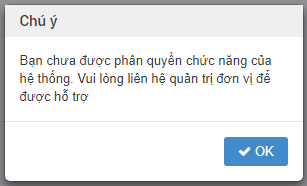 Chú ý
Bạn chưa được phân quyền chức năng của
hệ thống. Vui lòng liên hệ quản trị đơn vị để
được hỗ trợ
OK